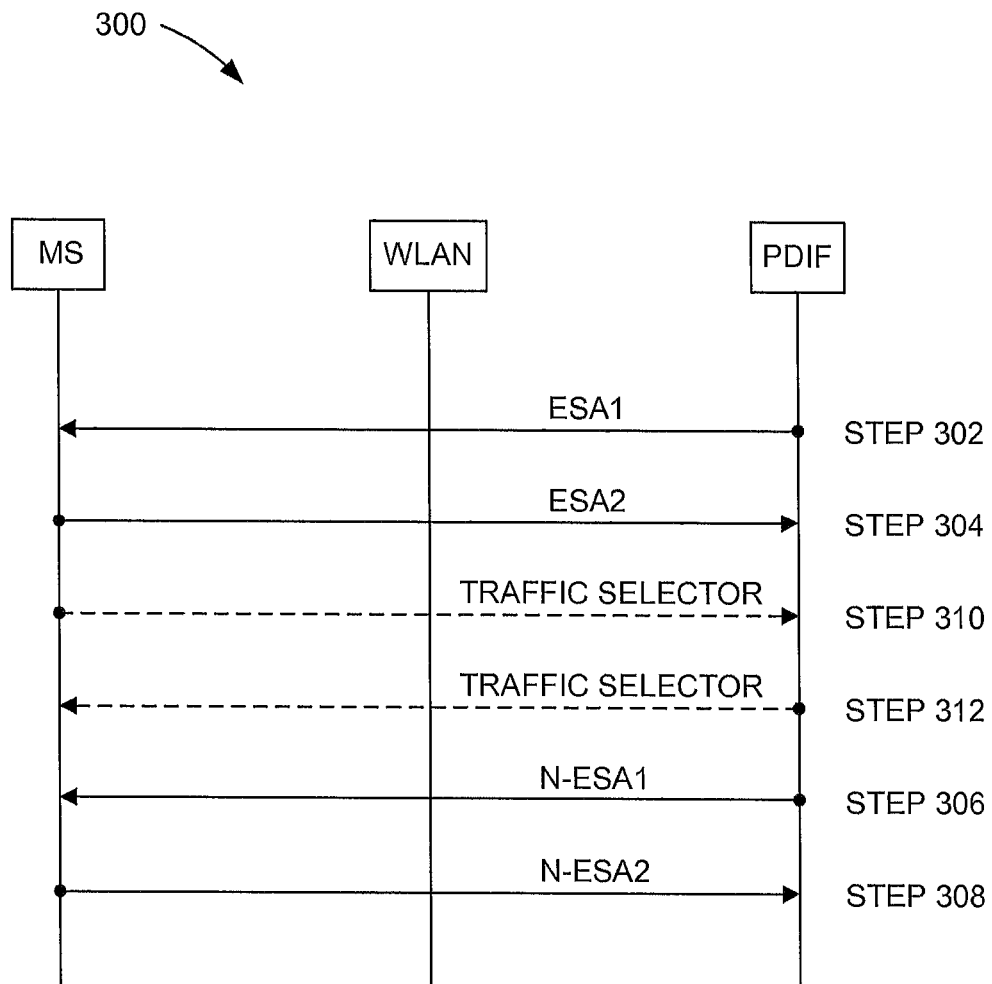 300
MS WLAN PDIF
ESA1 STEP 302
ESA2 STEP 304
TRAFFIC SELECTOR STEP 310
TRAFFIC SELECTOR STEP 312
N-ESA1 STEP 306
N-ESA2 STEP 308